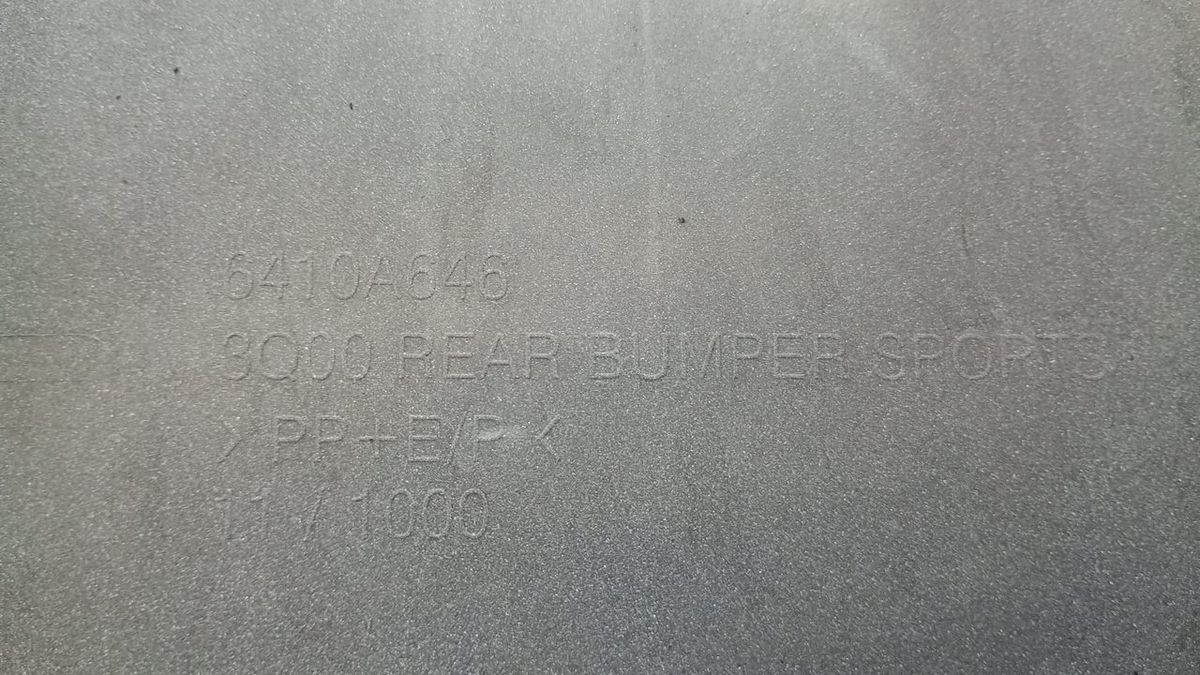 6410A646
3Q00 REAR BUMPER SPORTS
>PP+E/P<
11 / 1000